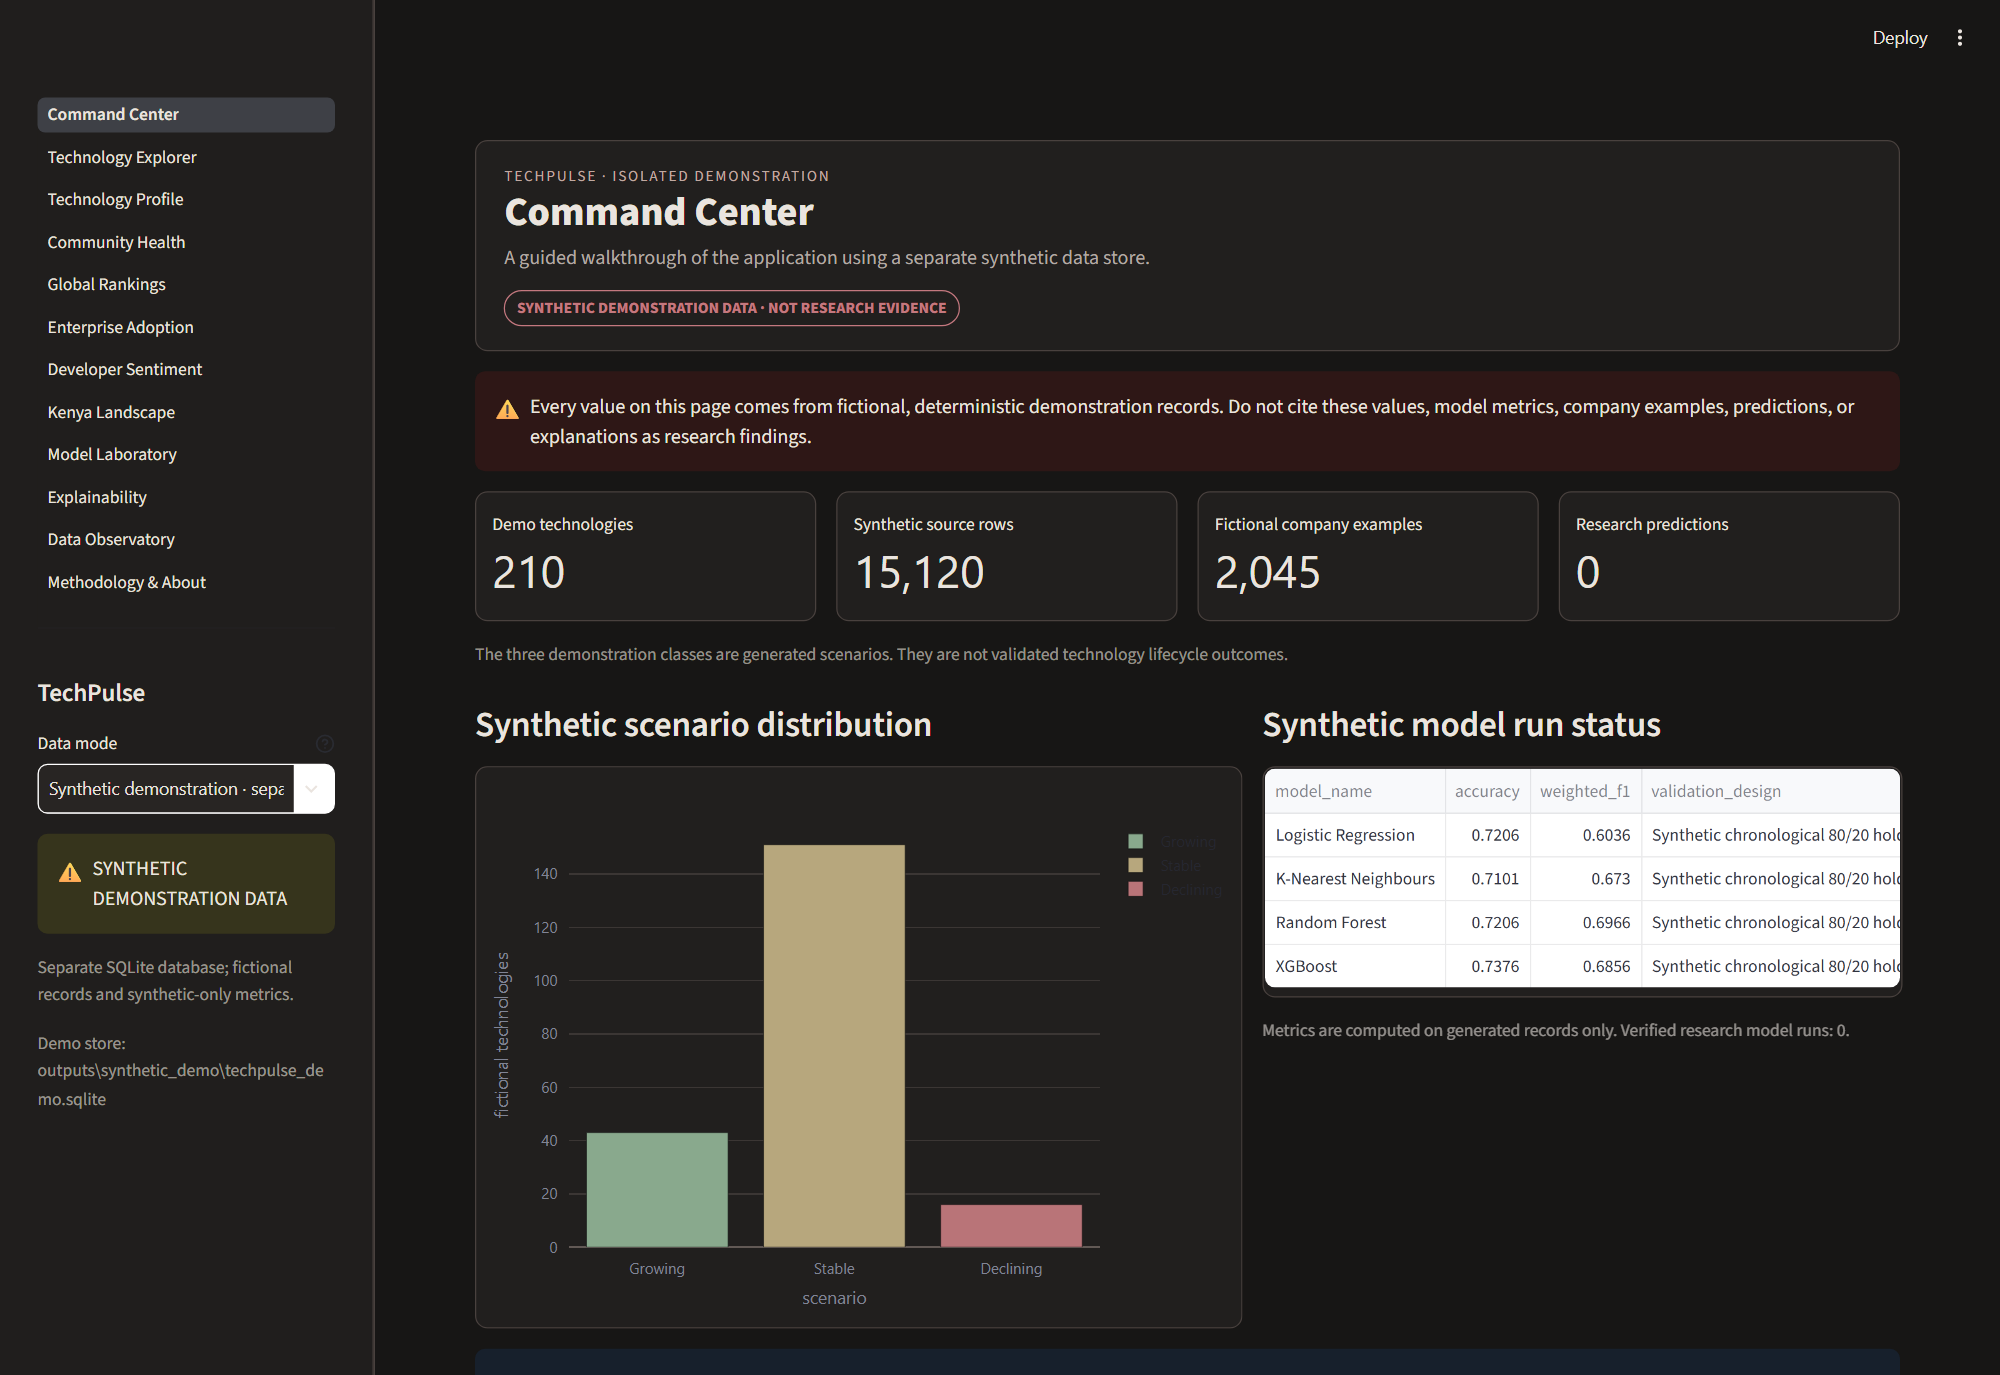 Deploy
Command Center
Technology Explorer
Technology Profile
Community Health
Global Rankings
Enterprise Adoption
Developer Sentiment
Kenya Landscape
Model Laboratory
Explainability
Data Observatory
Methodology & About
TechPulse
Data mode
Synthetic demonstration · sepa
SYNTHETIC
DEMONSTRATION DATA
Separate SQLite database; fictional
records and synthetic-only metrics.
Demo store:
outputs\synthetic_demo\techpulse_de
mo.sqlite
TECHPULSE · ISOLATED DEMONSTRATION
Command Center
A guided walkthrough of the application using a separate synthetic data store.
SYNTHETIC DEMONSTRATION DATA · NOT RESEARCH EVIDENCE
Every value on this page comes from fictional, deterministic demonstration records. Do not cite these values, model metrics, company examples, predictions, or
explanations as research findings.
Demo technologies
210
Synthetic source rows
15,120
Fictional company examples
2,045
Research predictions
0
The three demonstration classes are generated scenarios. They are not validated technology lifecycle outcomes.
Synthetic scenario distribution
fictional technologies
140
120
100
80
60
40
20
0
Growing
Stable
Declining
scenario
Growing
Stable
Declining
Synthetic model run status
model_name accuracy weighted_f1 validation_design
Logistic Regression 0.7206 0.6036 Synthetic chronological 80/20 hold
K-Nearest Neighbours 0.7101 0.673 Synthetic chronological 80/20 hold
Random Forest 0.7206 0.6966 Synthetic chronological 80/20 hold
XGBoost 0.7376 0.6856 Synthetic chronological 80/20 hold
Metrics are computed on generated records only. Verified research model runs: 0.